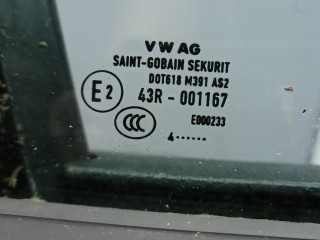 VW AG
SAINT-GOBAIN SEKURIT
DOT618 M391 AS2
E2 43R - 001167
CCC E000233
4······